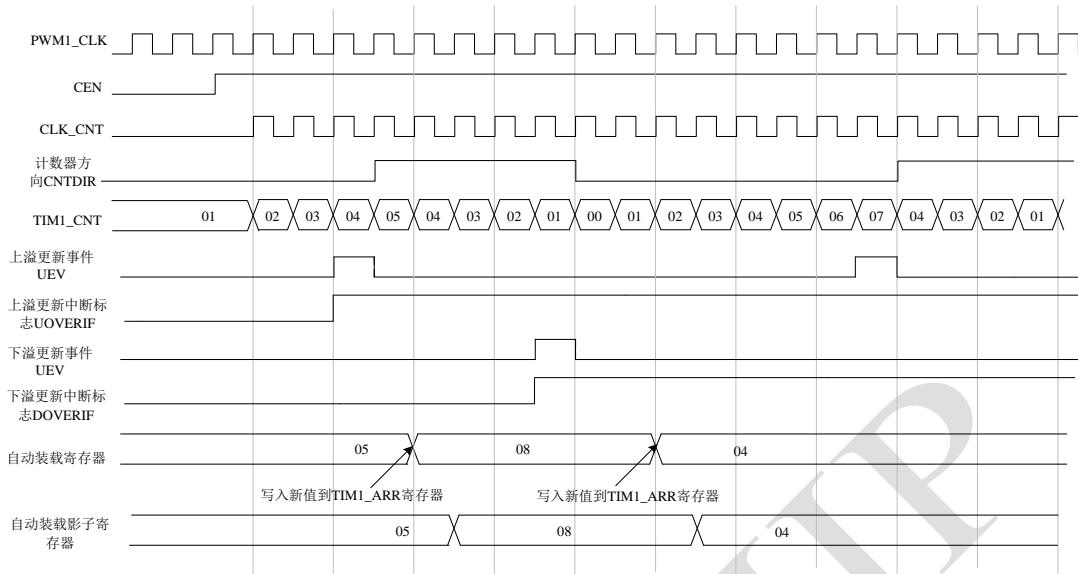 PWM1_CLK
CEN
CLK_CNT
计数器方
向CNTDIR
TIM1_CNT
01 02 03 04 05 04 03 02 01 00 01 02 03 04 05 06 07 04 03 02 01
上溢更新事件
UEV
上溢更新中断标
志UOVERIF
下溢更新事件
UEV
下溢更新中断标
志DOVERIF
自动装载寄存器
05 08 04
写入新值到TIM1_ARR寄存器 写入新值到TIM1_ARR寄存器
自动装载影子寄
存器
05 08 04